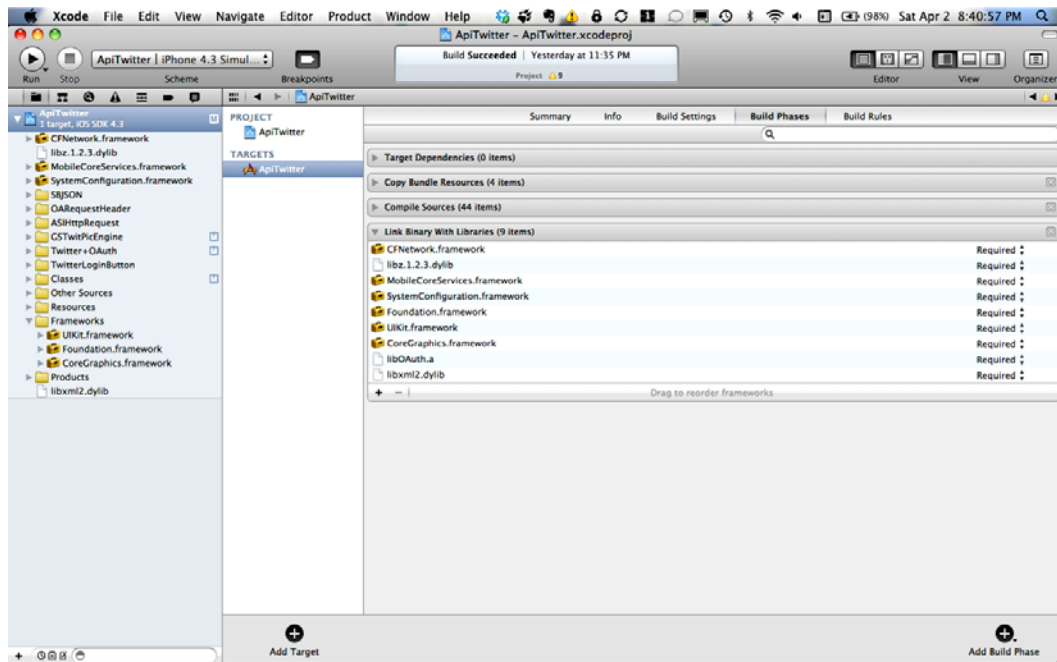 Xcode File Edit View Navigate Editor Product Window Help (98%) Sat Apr 2 8:40:57 PM
ApiTwitter – ApiTwitter.xcodeproj
ApiTwitter | iPhone 4.3 Simul...
Build Succeeded | Yesterday at 11:35 PM
Project 9
Run Stop Scheme Breakpoints Editor View Organizer
ApiTwitter
ApiTwitter
1 target, iOS SDK 4.3
M
CFNetwork.framework
libz.1.2.3.dylib
MobileCoreServices.framework
SystemConfiguration.framework
SBJSON
OARequestHeader
ASIHttpRequest
GSTwitPicEngine
Twitter+OAuth
TwitterLoginButton
Classes
Other Sources
Resources
Frameworks
UIKit.framework
Foundation.framework
CoreGraphics.framework
Products
libxml2.dylib
PROJECT
ApiTwitter
TARGETS
ApiTwitter
Summary Info Build Settings Build Phases Build Rules
Target Dependencies (0 items)
Copy Bundle Resources (4 items)
Compile Sources (44 items)
Link Binary With Libraries (9 items)
CFNetwork.framework Required
libz.1.2.3.dylib Required
MobileCoreServices.framework Required
SystemConfiguration.framework Required
Foundation.framework Required
UIKit.framework Required
CoreGraphics.framework Required
libOAuth.a Required
libxml2.dylib Required
+ – Drag to reorder frameworks
Add Target
Add Build Phase